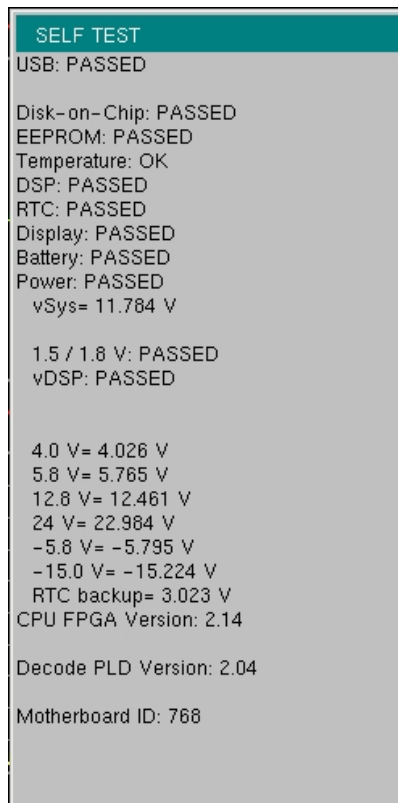 SELF TEST
USB: PASSED
Disk-on-Chip: PASSED
EEPROM: PASSED
Temperature: OK
DSP: PASSED
RTC: PASSED
Display: PASSED
Battery: PASSED
Power: PASSED
vSys= 11.784 V
1.5 / 1.8 V: PASSED
vDSP: PASSED
4.0 V= 4.026 V
5.8 V= 5.765 V
12.8 V= 12.461 V
24 V= 22.984 V
-5.8 V= -5.795 V
-15.0 V= -15.224 V
RTC backup= 3.023 V
CPU FPGA Version: 2.14
Decode PLD Version: 2.04
Motherboard ID: 768